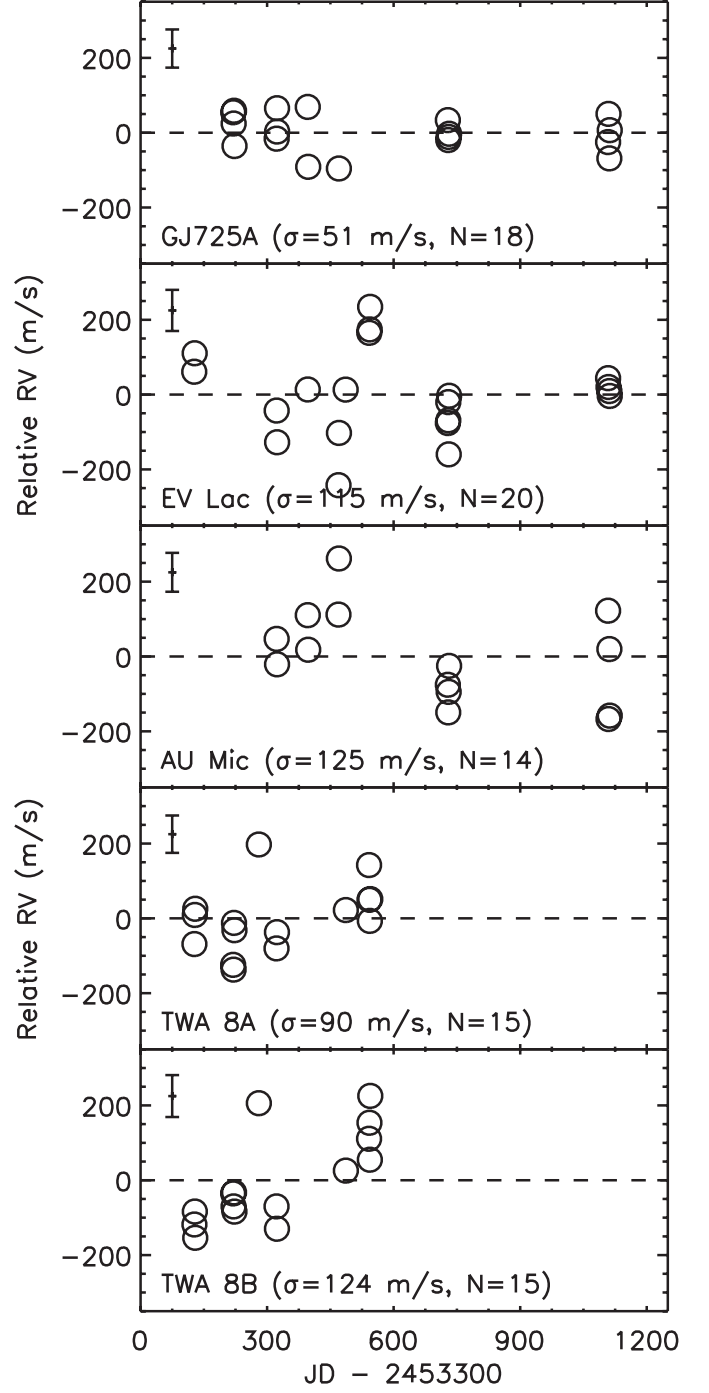 200
0
−200
GJ725A (σ=51 m/s, N=18)
Relative RV (m/s)
200
0
−200
EV Lac (σ=115 m/s, N=20)
200
0
−200
AU Mic (σ=125 m/s, N=14)
Relative RV (m/s)
200
0
−200
TWA 8A (σ=90 m/s, N=15)
200
0
−200
TWA 8B (σ=124 m/s, N=15)
0 300 600 900 1200
JD − 2453300